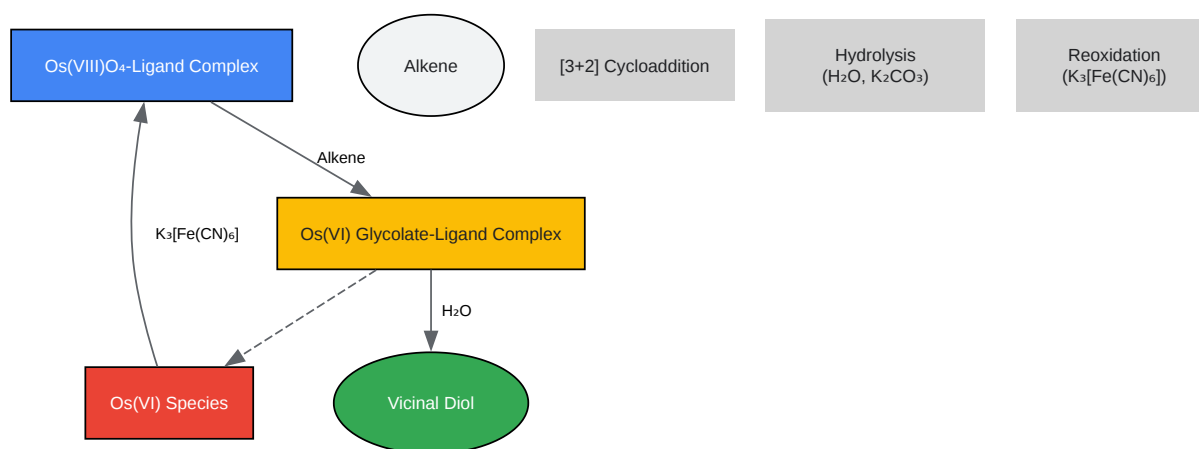 Os(VIII)O₄-Ligand Complex
Alkene
[3+2] Cycloaddition
Hydrolysis
(H₂O, K₂CO₃)
Reoxidation
(K₃[Fe(CN)₆])
Alkene
K₃[Fe(CN)₆]
Os(VI) Glycolate-Ligand Complex
H₂O
Os(VI) Species
Vicinal Diol